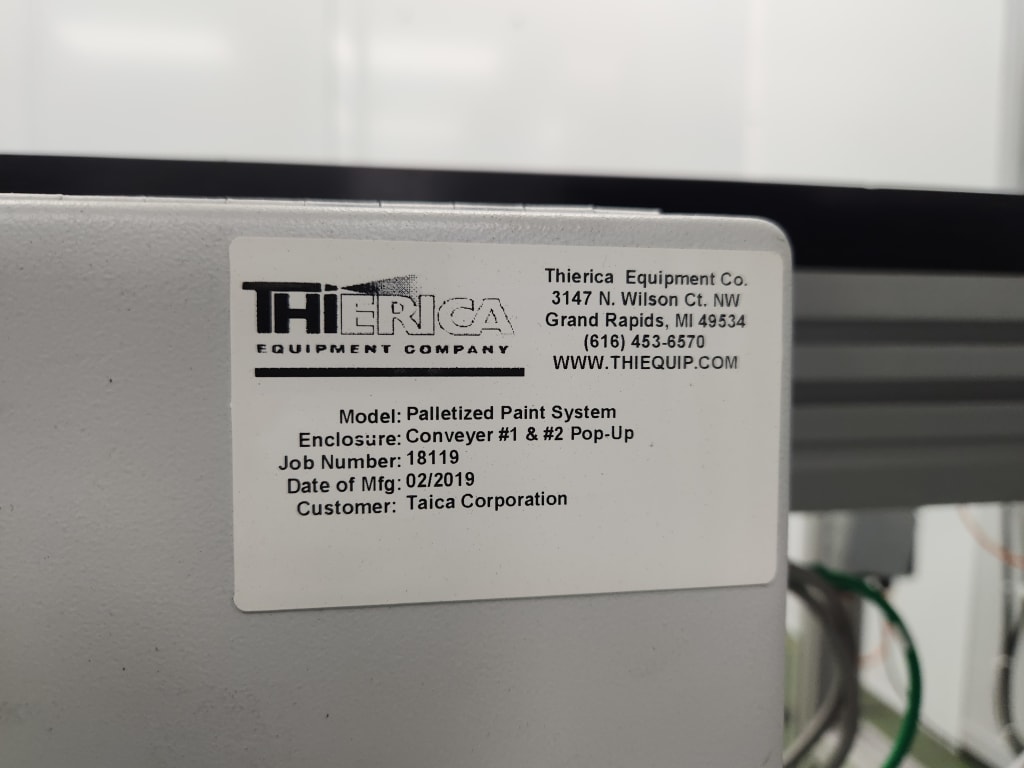 THIERICA
EQUIPMENT COMPANY
Thierica Equipment Co.
3147 N. Wilson Ct. NW
Grand Rapids, MI 49534
(616) 453-6570
WWW.THIEQUIP.COM
Model: Palletized Paint System
Enclosure: Conveyer #1 & #2 Pop-Up
Job Number: 18119
Date of Mfg: 02/2019
Customer: Taica Corporation